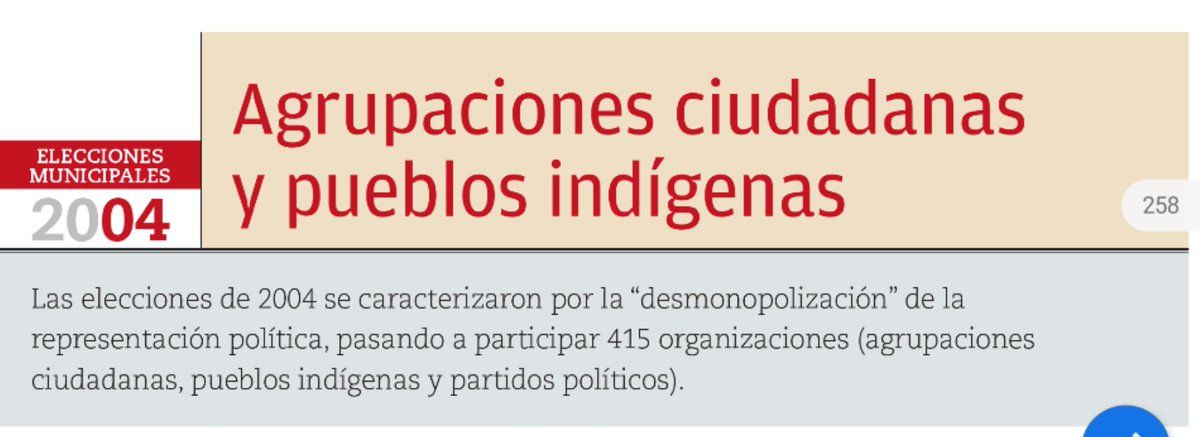 Agrupaciones ciudadanas
y pueblos indígenas
ELECCIONES
MUNICIPALES
2004
258
Las elecciones de 2004 se caracterizaron por la “desmonopolización” de la
representación política, pasando a participar 415 organizaciones (agrupaciones
ciudadanas, pueblos indígenas y partidos políticos).